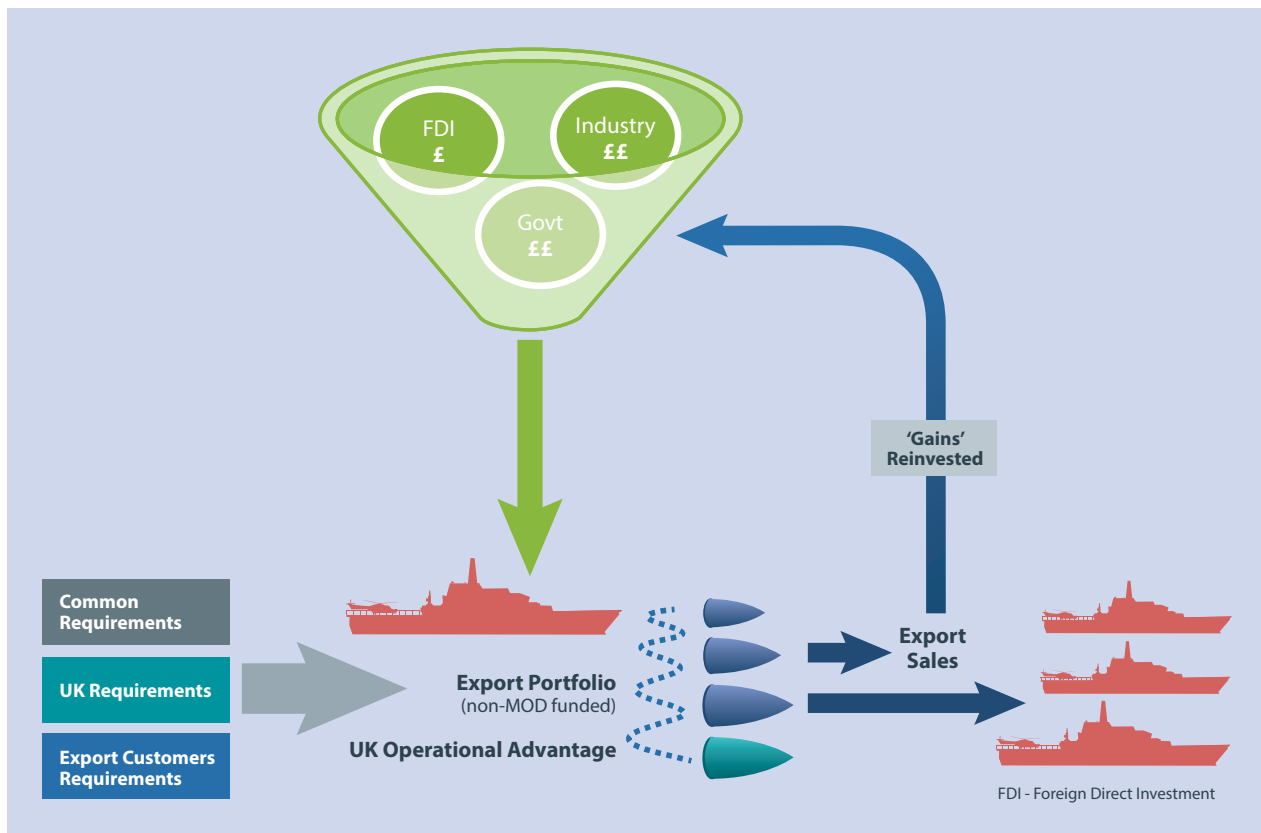 FDI
£
Industry
££
Govt
££
‘Gains’
Reinvested
Common
Requirements
UK Requirements
Export Customers
Requirements
Export Portfolio
(non-MOD funded)
UK Operational Advantage
Export
Sales
FDI - Foreign Direct Investment